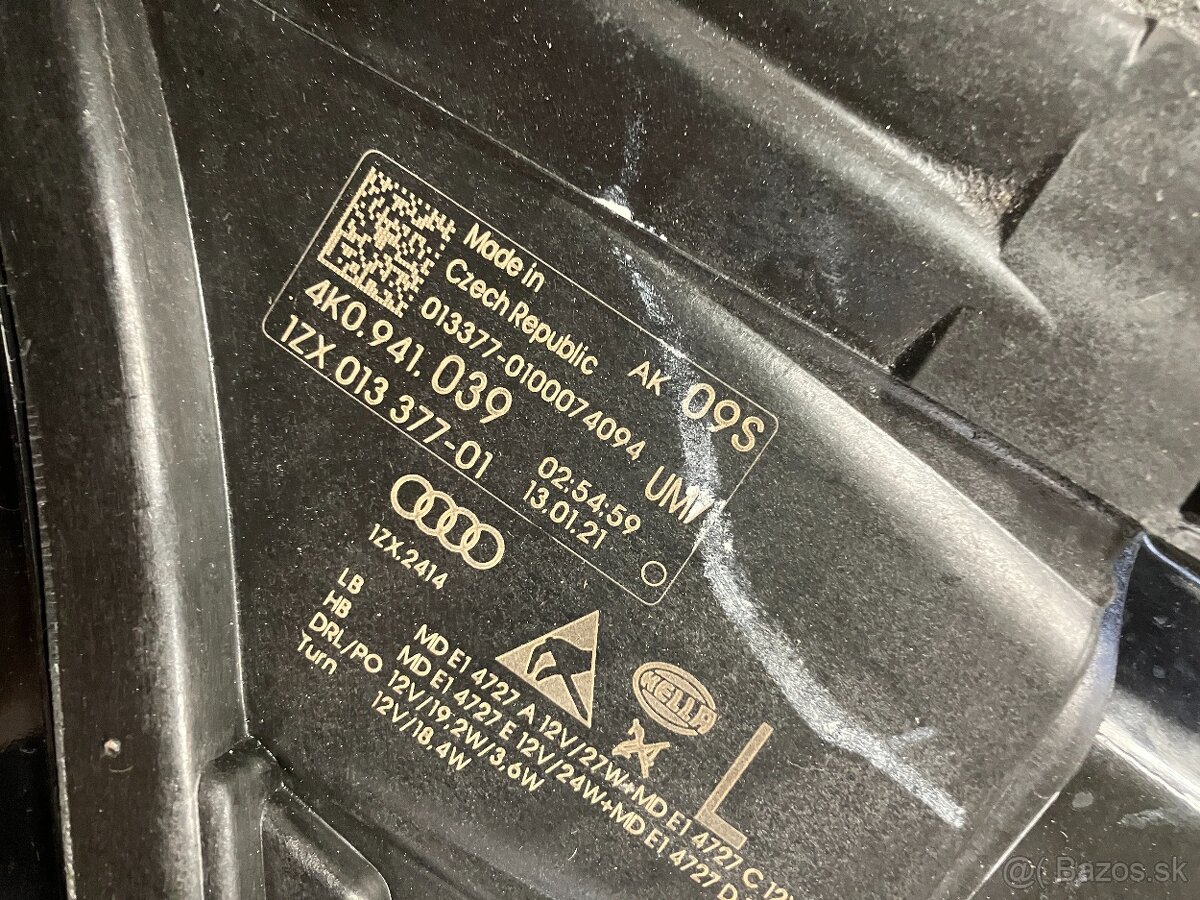 Made in
Czech Republic AK 09S
013377-0100074094
4K0.941.039 UMI
1ZX 013 377-01 02:54:59
13.01.21
1ZX.2414
HELLA
L
LB MD E1 4727 A 12V/27W+MD E1 4727 C
HB MD E1 4727 E 12V/24W+MD E1 4727
DRL/PO 12V/19.2W/3.6W
Turn 12V/18.4W
@( Bazos.sk